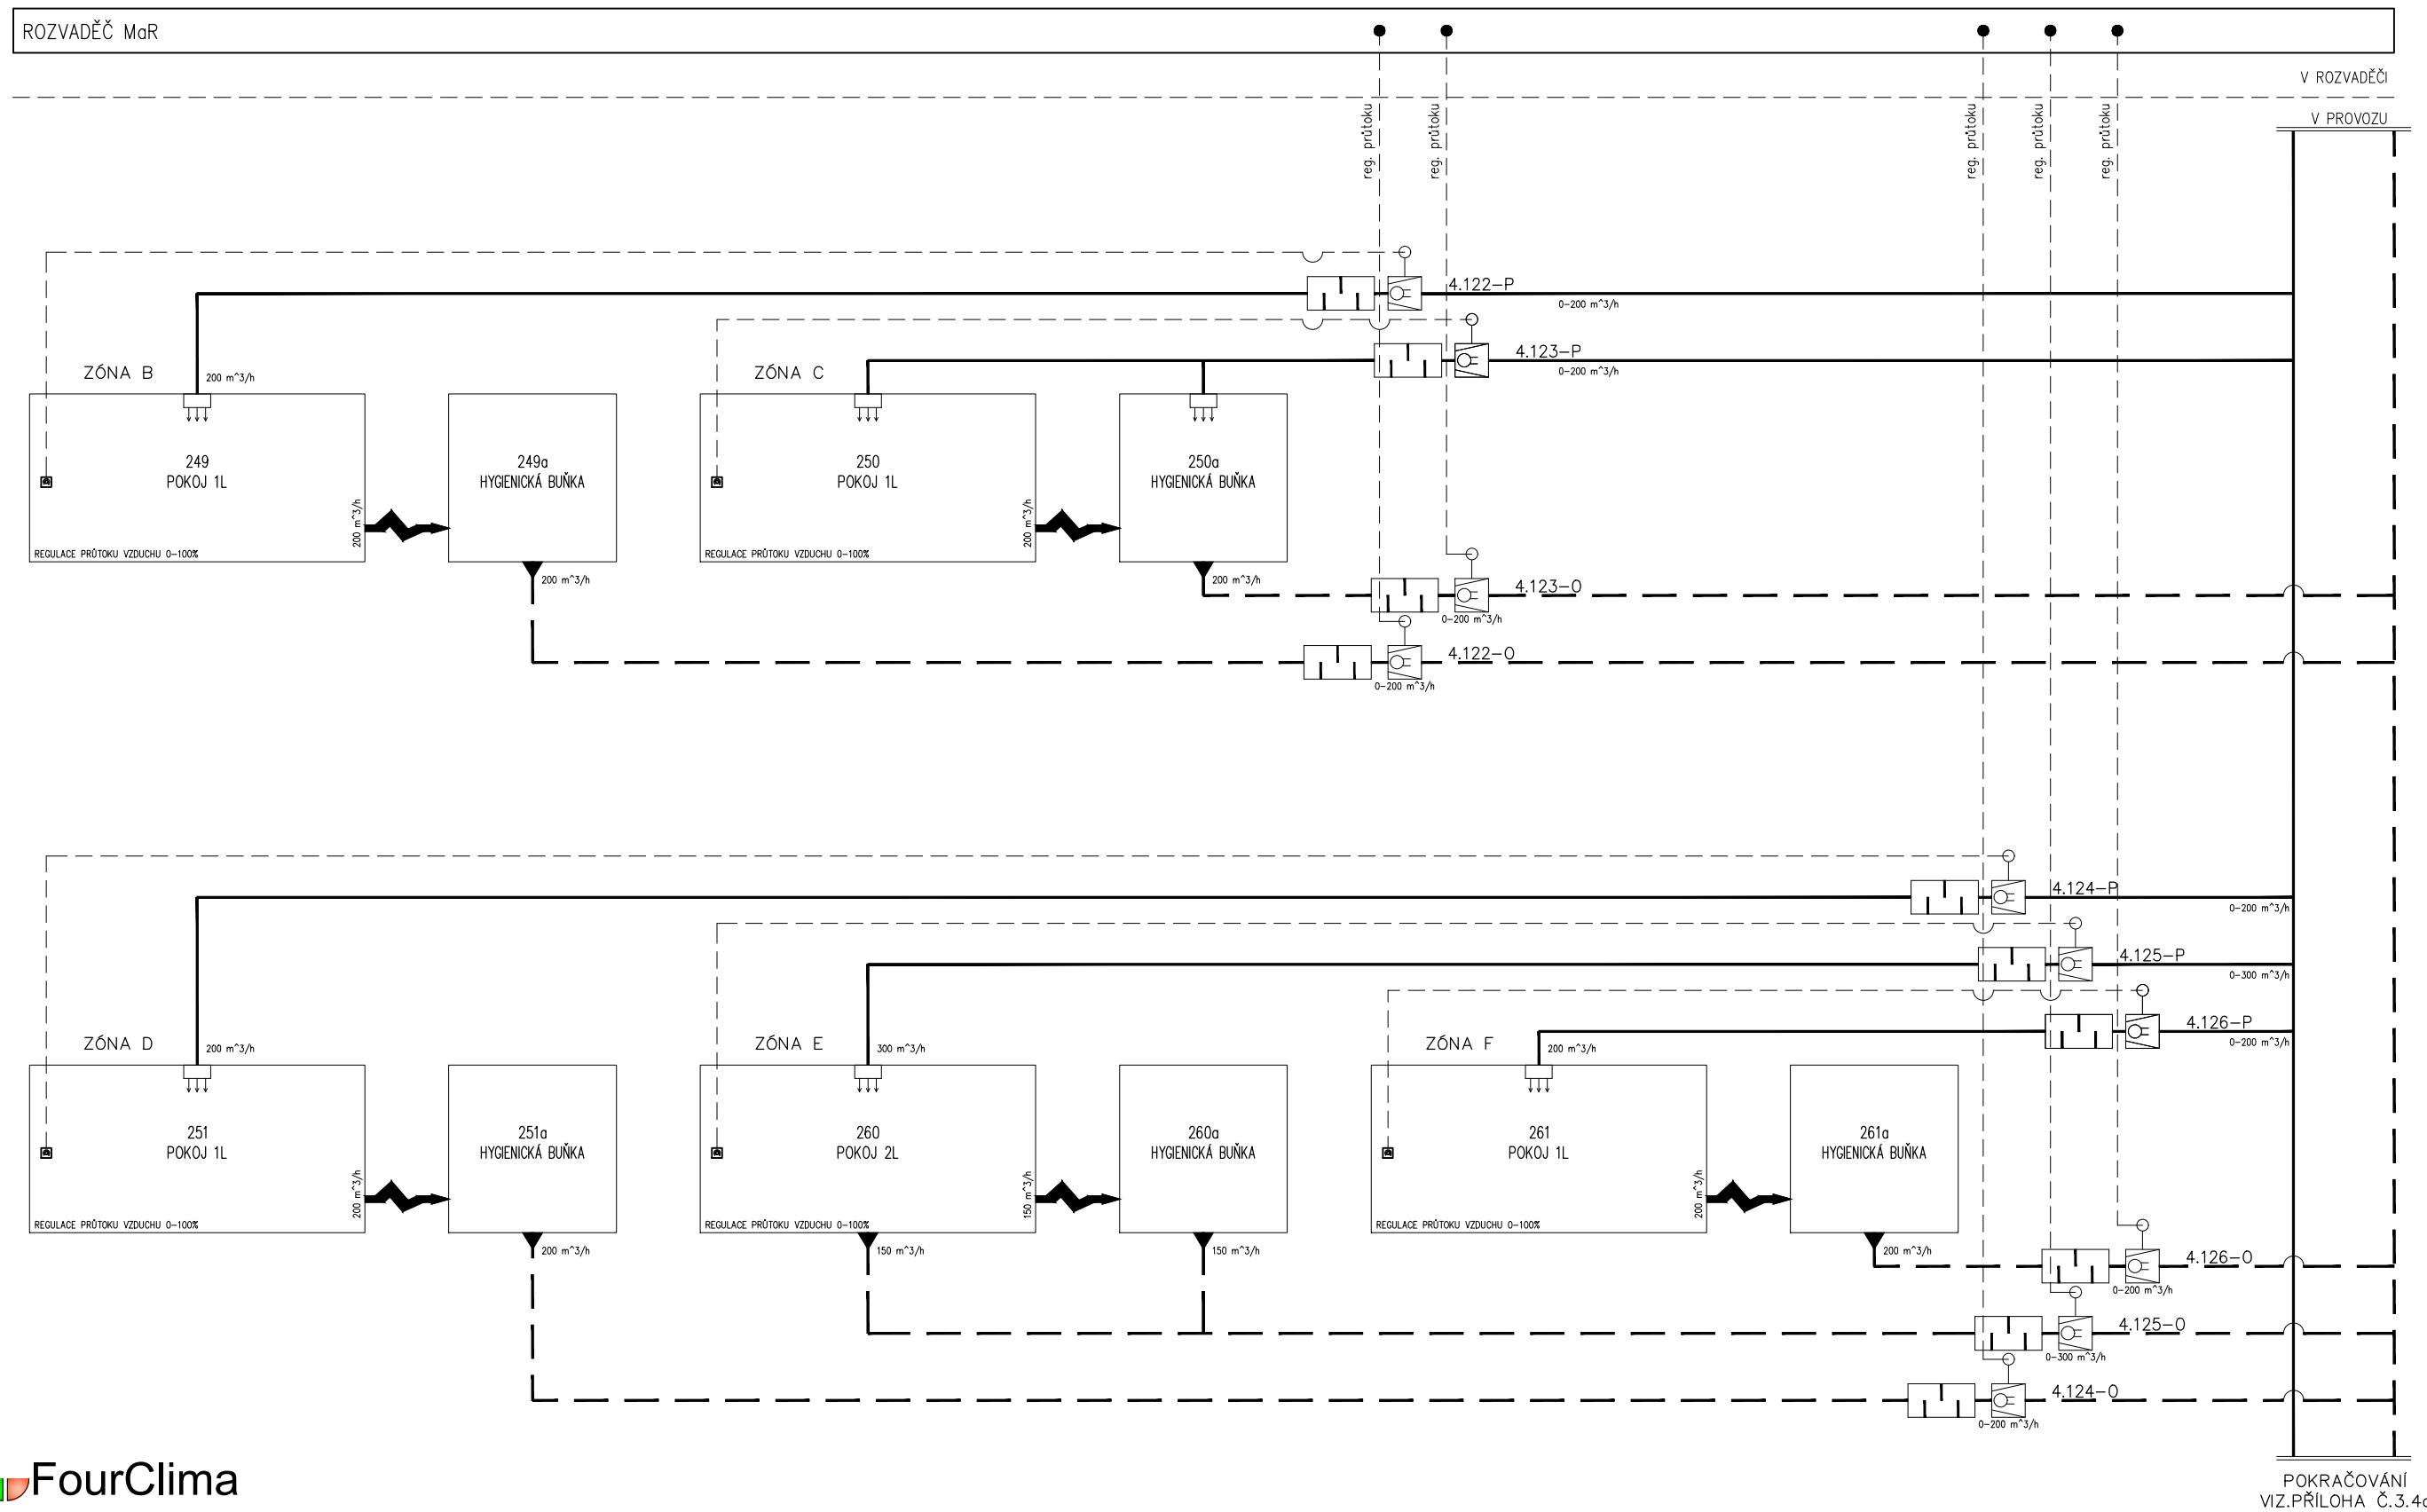 ROZVADĚČ MaR
V ROZVADĚČI
V PROVOZU
reg. průtoku
reg. průtoku
reg. průtoku
reg. průtoku
reg. průtoku
4.122-P
0-200 m^3/h
4.123-P
0-200 m^3/h
ZÓNA B
200 m^3/h
ZÓNA C
249
POKOJ 1L
200 m^3/h
REGULACE PRŮTOKU VZDUCHU 0-100%
249a
HYGIENICKÁ BUŇKA
200 m^3/h
250
POKOJ 1L
200 m^3/h
REGULACE PRŮTOKU VZDUCHU 0-100%
250a
HYGIENICKÁ BUŇKA
200 m^3/h
4.123-O
0-200 m^3/h
4.122-O
0-200 m^3/h
4.124-P
0-200 m^3/h
4.125-P
0-300 m^3/h
4.126-P
0-200 m^3/h
ZÓNA D
200 m^3/h
ZÓNA E
300 m^3/h
ZÓNA F
200 m^3/h
251
POKOJ 1L
200 m^3/h
REGULACE PRŮTOKU VZDUCHU 0-100%
251a
HYGIENICKÁ BUŇKA
200 m^3/h
260
POKOJ 2L
150 m^3/h
REGULACE PRŮTOKU VZDUCHU 0-100%
150 m^3/h
260a
HYGIENICKÁ BUŇKA
150 m^3/h
261
POKOJ 1L
200 m^3/h
REGULACE PRŮTOKU VZDUCHU 0-100%
261a
HYGIENICKÁ BUŇKA
200 m^3/h
4.126-O
0-200 m^3/h
4.125-O
0-300 m^3/h
4.124-O
0-200 m^3/h
FourClima
POKRAČOVÁNÍ
VIZ.PŘÍLOHA Č.3.4